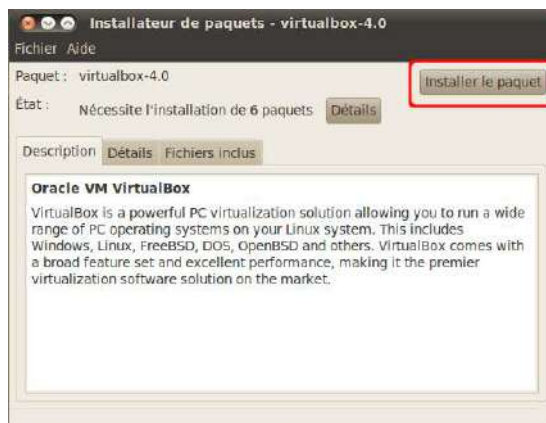 Installateur de paquets - virtualbox-4.0
Fichier Aide
Paquet : virtualbox-4.0
Installer le paquet
État : Nécessite l'installation de 6 paquets Détails
Description Détails Fichiers inclus
Oracle VM VirtualBox
VirtualBox is a powerful PC virtualization solution allowing you to run a wide
range of PC operating systems on your Linux system. This includes
Windows, Linux, FreeBSD, DOS, OpenBSD and others. VirtualBox comes with
a broad feature set and excellent performance, making it the premier
virtualization software solution on the market.